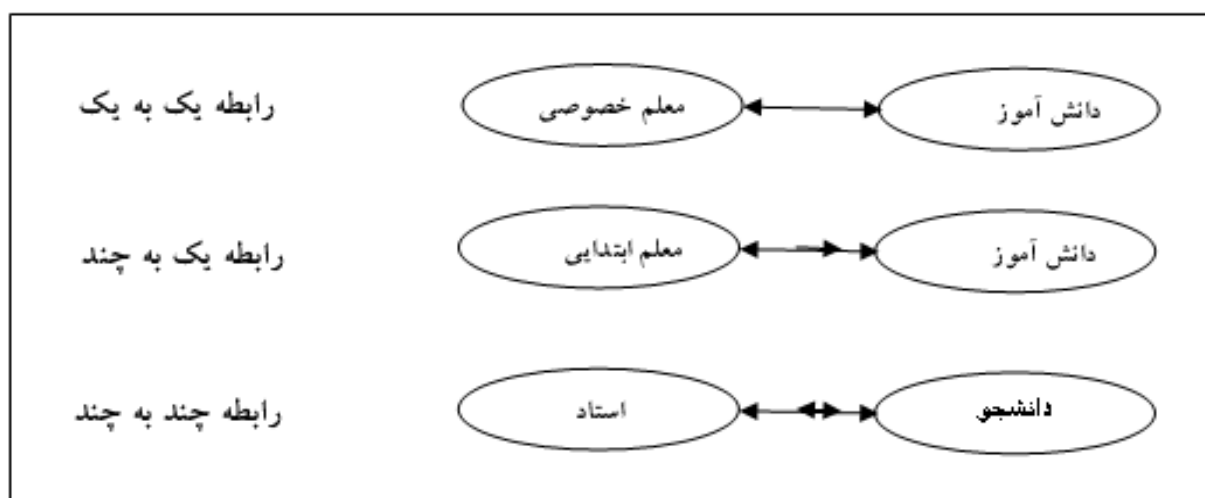 دانش آموز معلم خصوصی رابطه یک به یک
دانش آموز معلم ابتدایی رابطه یک به چند
دانشجو استاد رابطه چند به چند